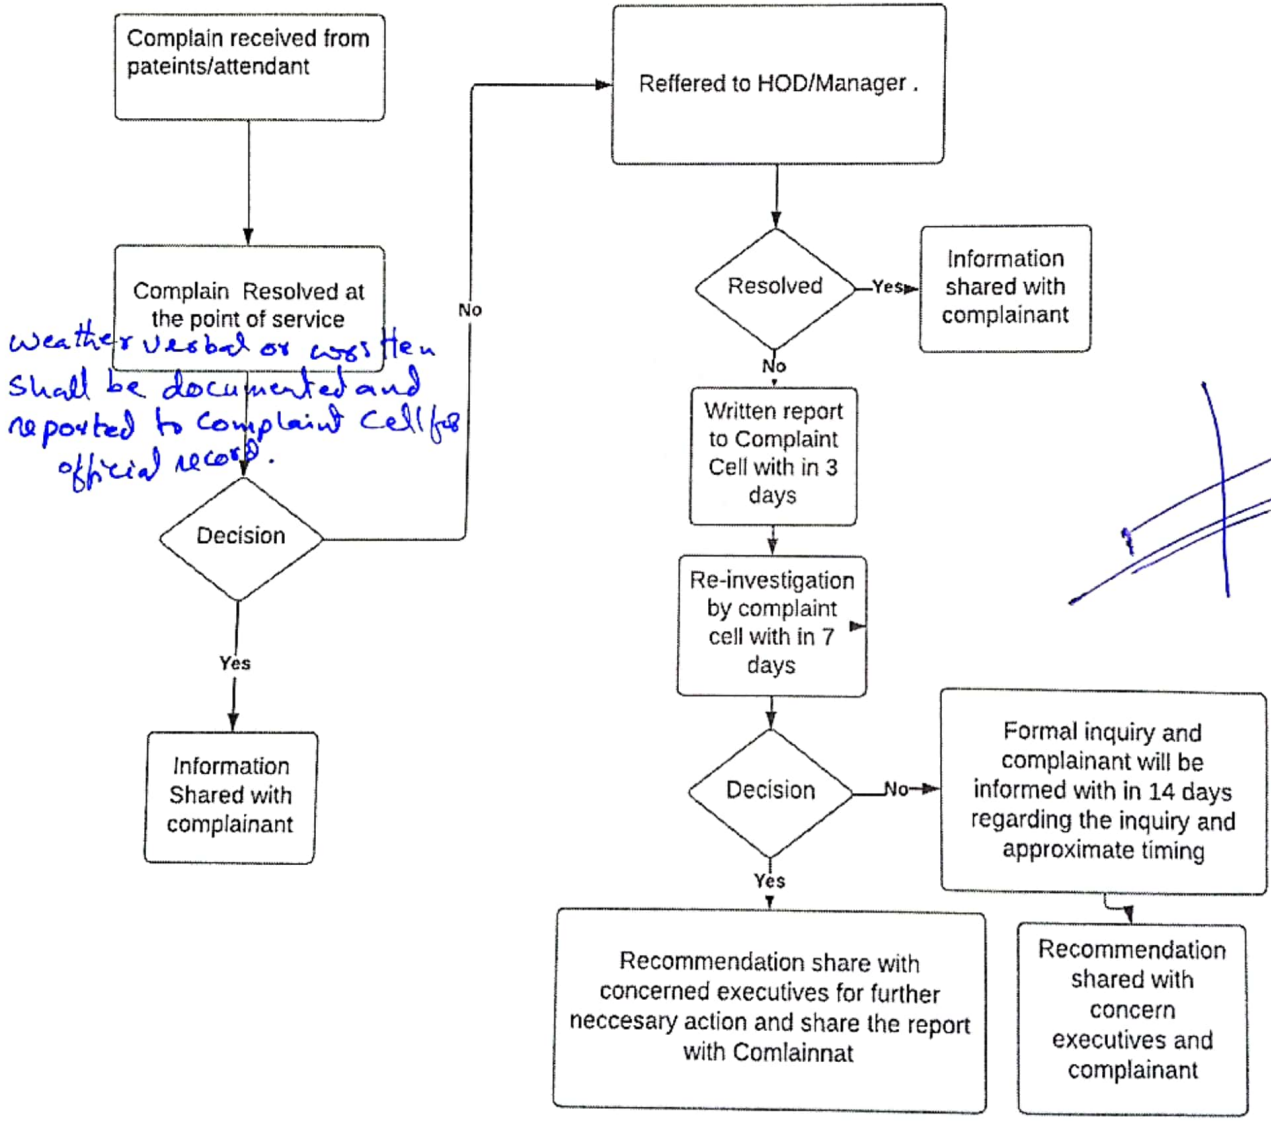 Complain received from
pateints/attendant
Complain Resolved at
the point of service
weather verbal or written
shall be documented and
reported to Complaint Cell for
official record.
Decision
No
Yes
Information
Shared with
complainant
Reffered to HOD/Manager .
Resolved
Yes
Information
shared with
complainant
No
Written report
to Complaint
Cell with in 3
days
Re-investigation
by complaint
cell with in 7
days
Decision
No
Formal inquiry and
complainant will be
informed with in 14 days
regarding the inquiry and
approximate timing
Yes
Recommendation share with
concerned executives for further
neccesary action and share the report
with Comlainnat
Recommendation
shared with
concern
executives and
complainant